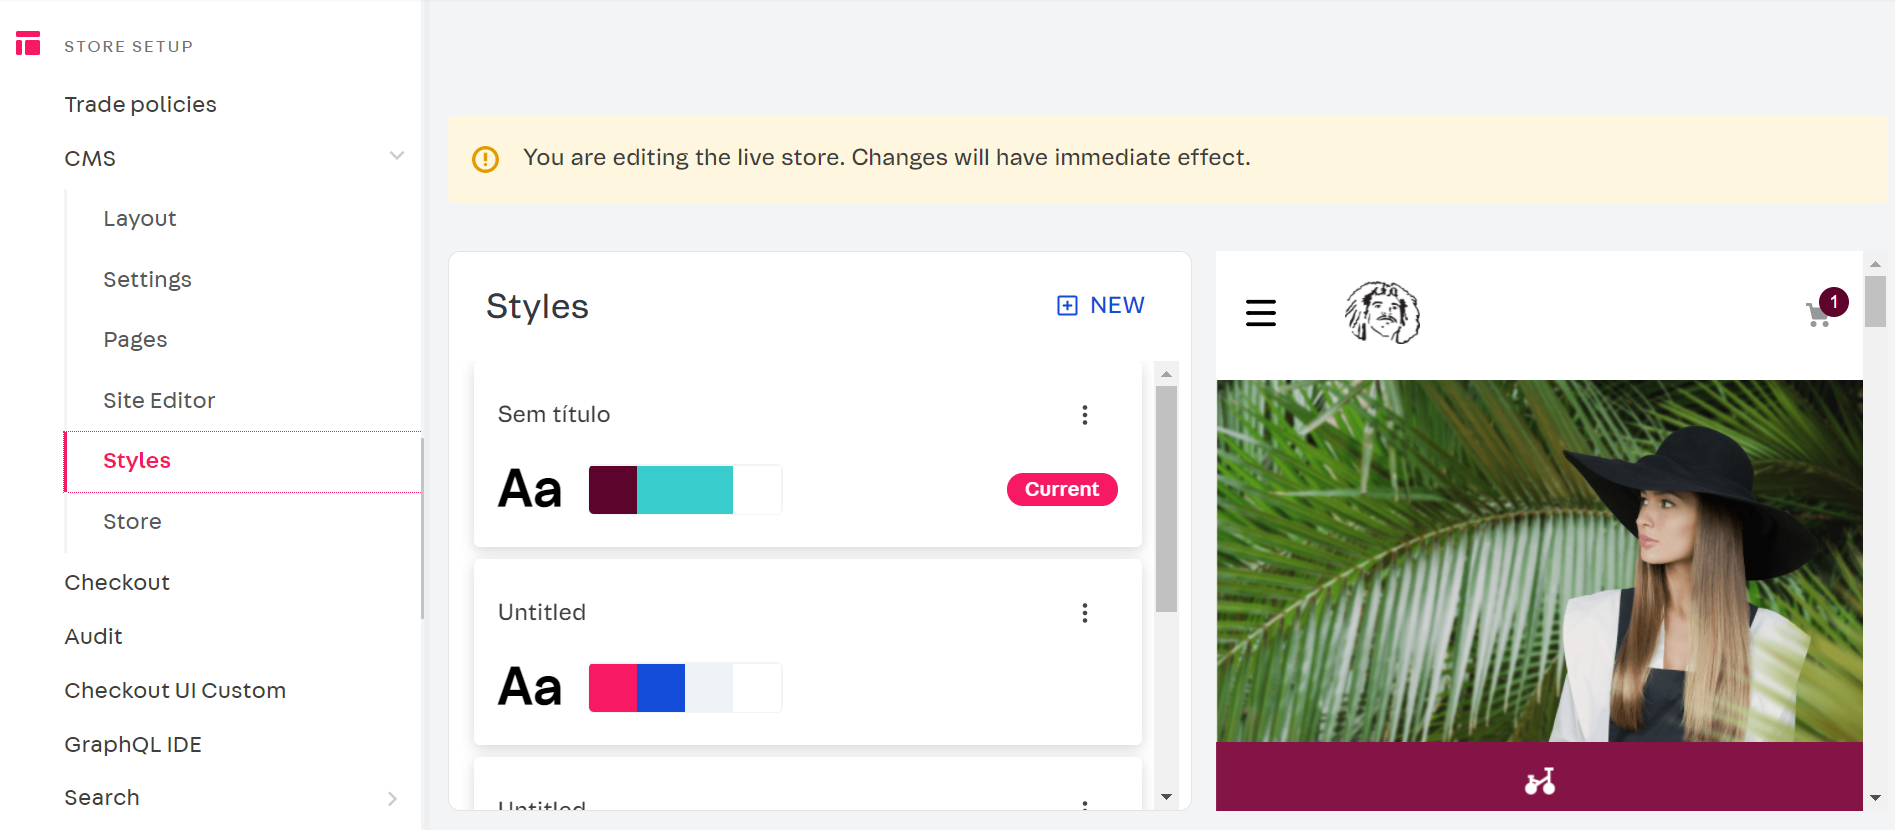 STORE SETUP
Trade policies
CMS
Layout
Settings
Pages
Site Editor
Styles
Store
Checkout
Audit
Checkout UI Custom
GraphQL IDE
Search
You are editing the live store. Changes will have immediate effect.
Styles
NEW
Sem título
Aa
Current
Untitled
Aa
Untitled
1